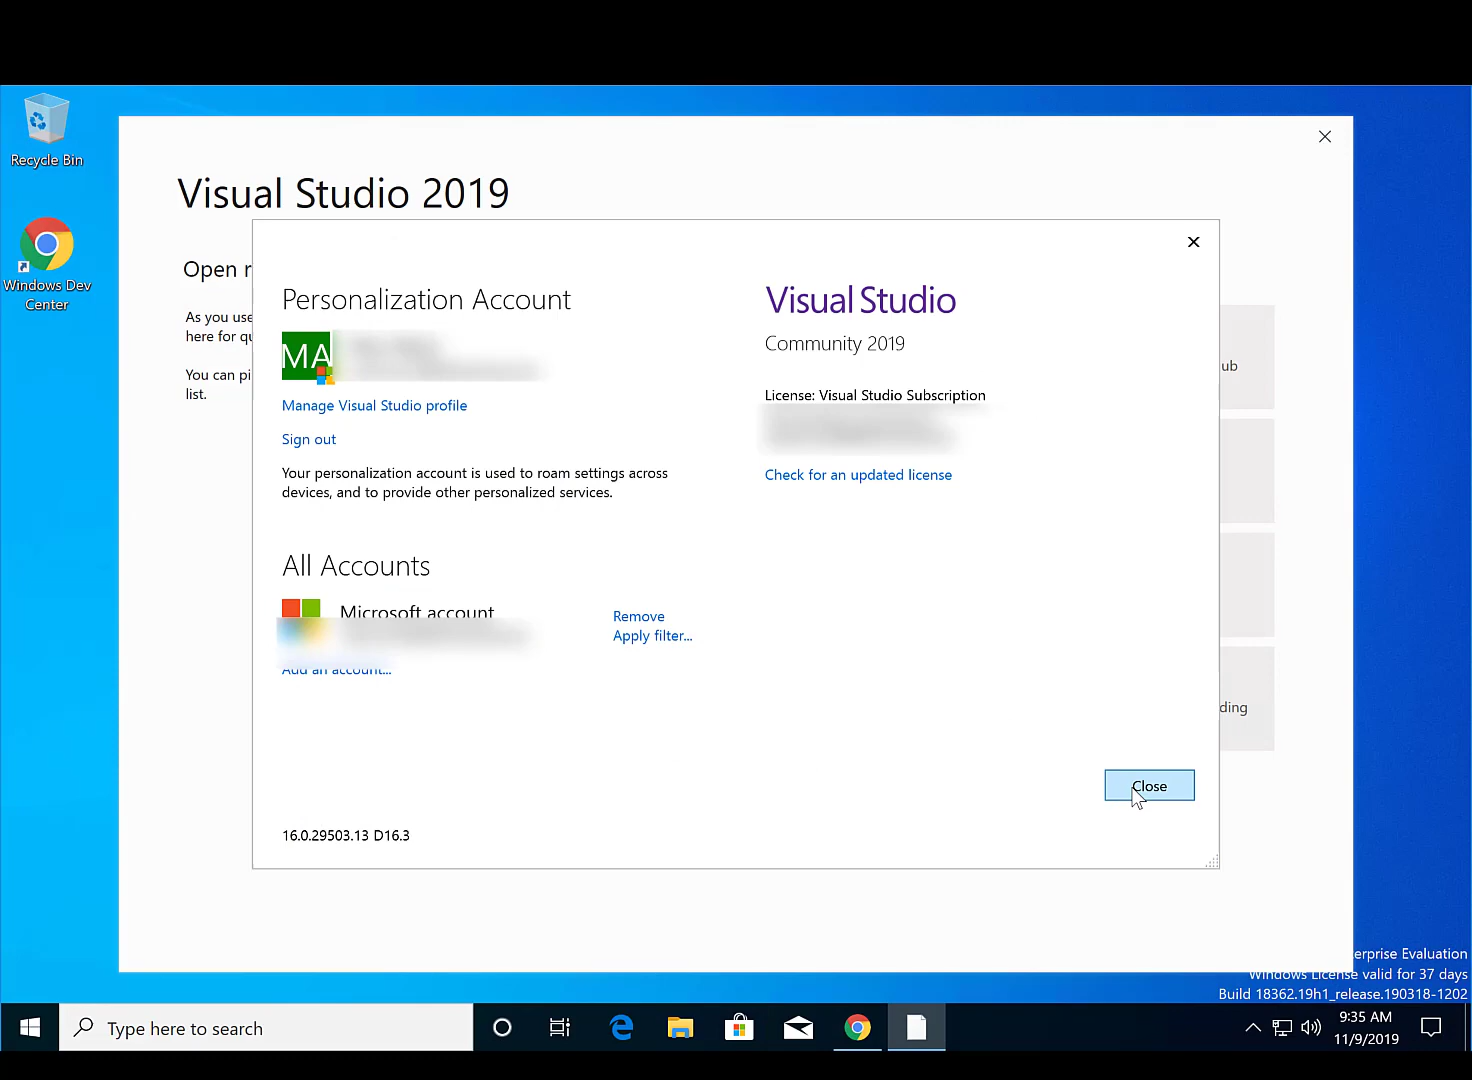 Recycle Bin
Windows Dev
Center
Visual Studio 2019
Open r
As you use
here for qu
You can pi
list.
Personalization Account
MA
Manage Visual Studio profile
Sign out
Your personalization account is used to roam settings across
devices, and to provide other personalized services.
All Accounts
Microsoft account
Remove
Apply filter...
Add an account...
16.0.29503.13 D16.3
Visual Studio
Community 2019
License: Visual Studio Subscription
Check for an updated license
Close
ub
ding
erprise Evaluation
Windows License valid for 37 days
Build 18362.19h1_release.190318-1202
Type here to search
9:35 AM
11/9/2019